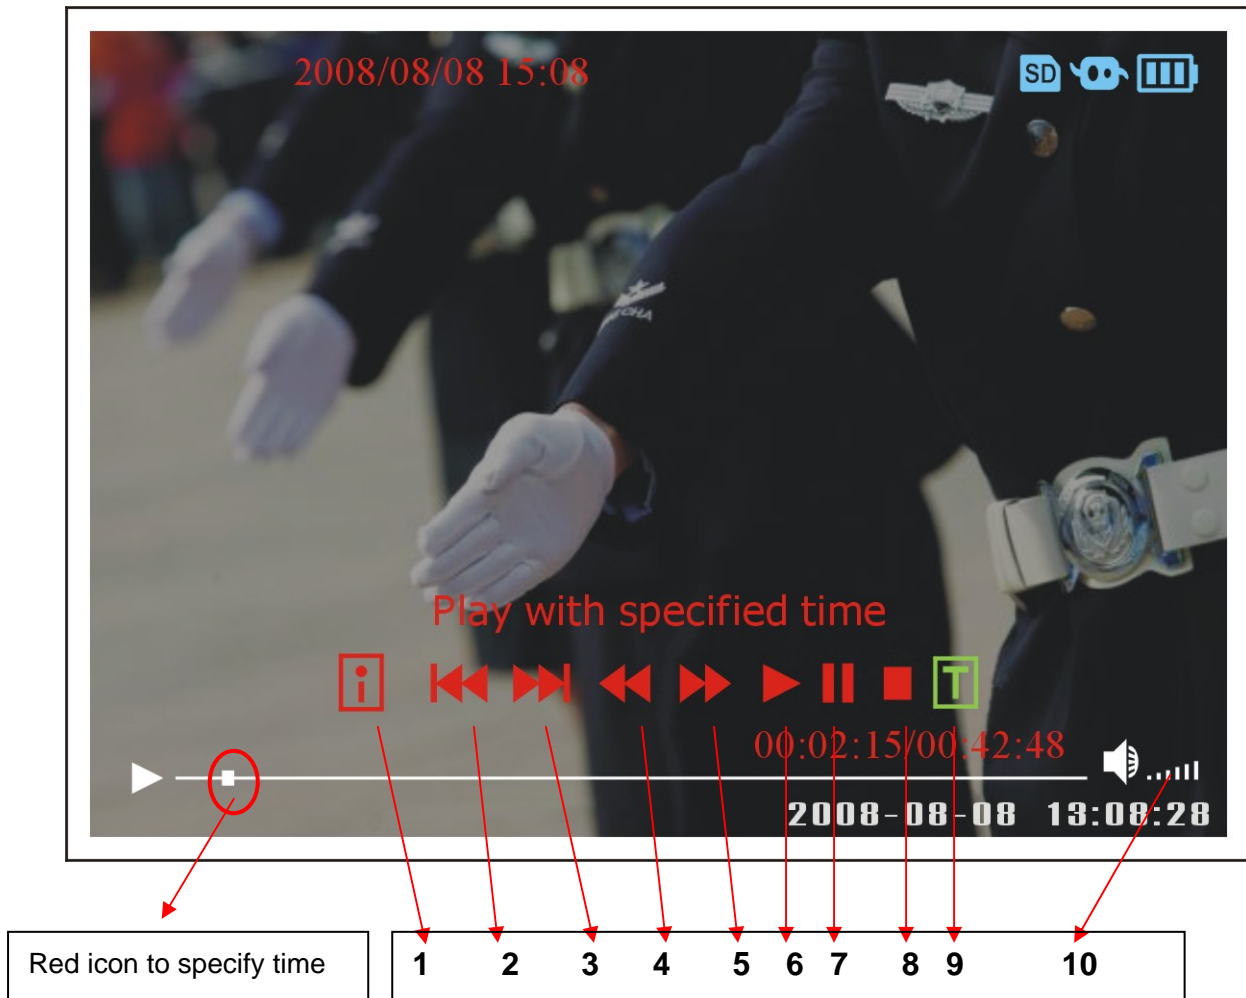 2008/08/08 15:08
SD
CHA
Play with specified time
i
T
00:02:15/00:42:48
2008-08-08 13:08:28
Red icon to specify time
1 2 3 4 5 6 7 8 9 10